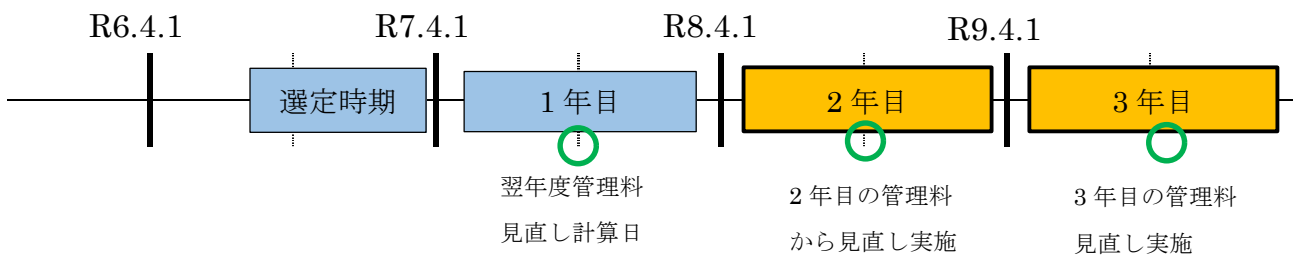 R6.4.1
R7.4.1
R8.4.1
R9.4.1
選定時期
1 年目
2 年目
3 年目
翌年度管理料
見直し計算日
2 年目の管理料
から見直し実施
3 年目の管理料
見直し実施